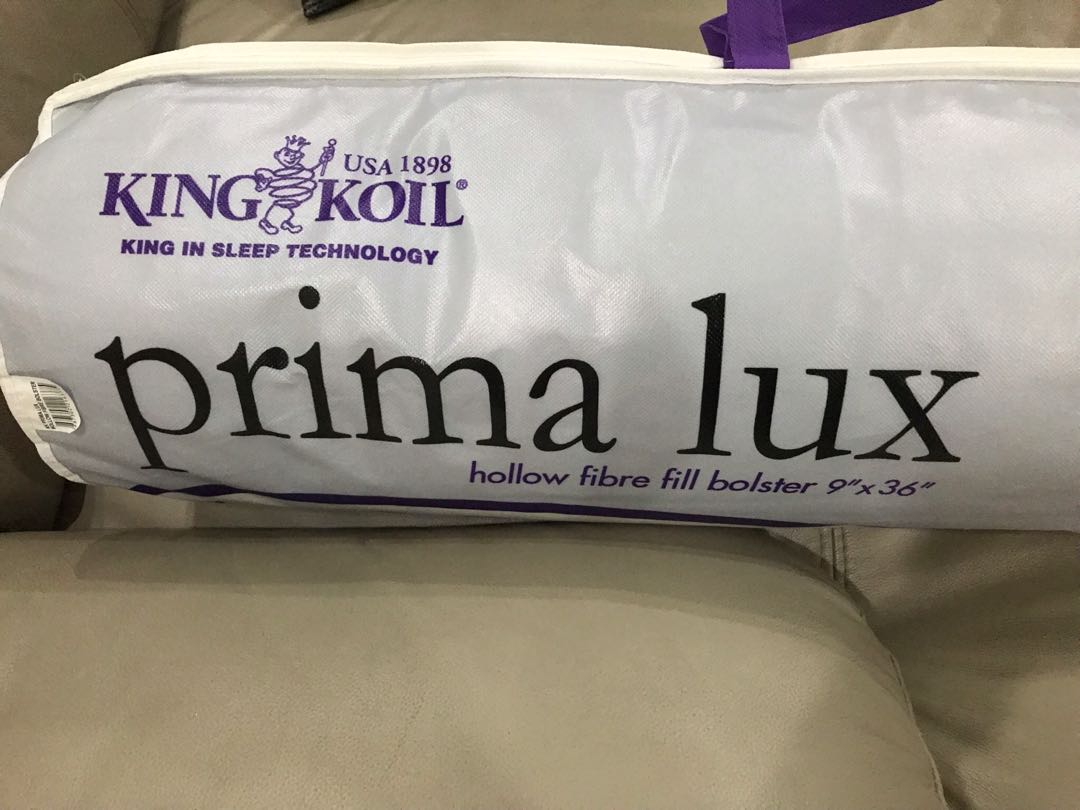 USA 1898
KING KOIL®
KING IN SLEEP TECHNOLOGY
prima lux
hollow fibre fill bolster 9"x36"